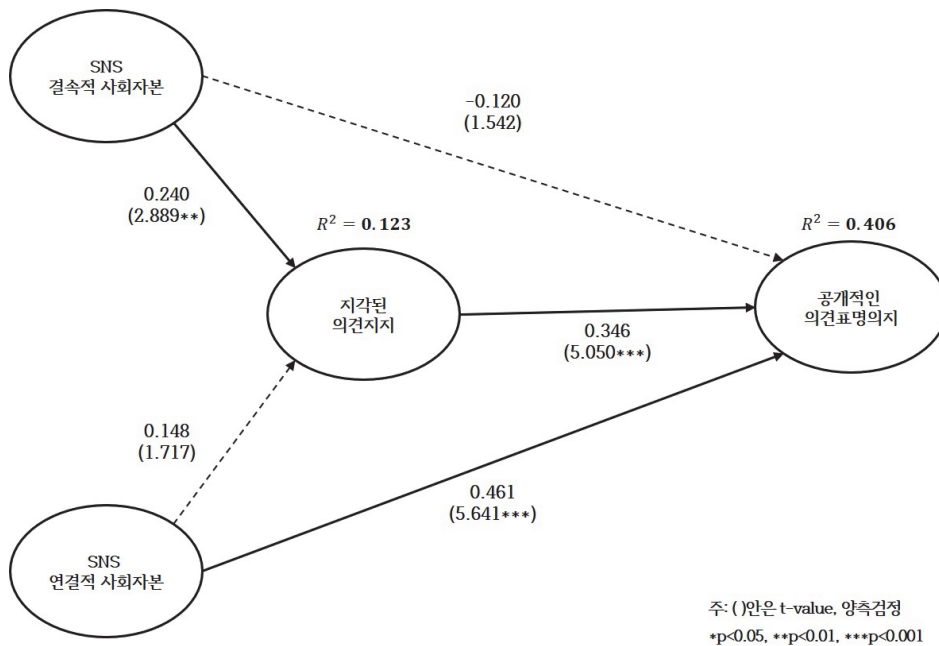 SNS
결속적 사회자본
-0.120
(1.542)
0.240
(2.889**)
R² = 0.123
R² = 0.406
지각된
의견지지
공개적인
의견표명의지
0.346
(5.050***)
0.148
(1.717)
0.461
(5.641***)
SNS
연결적 사회자본
주: ( )안은 t-value, 양측검정
*p<0.05, **p<0.01, ***p<0.001